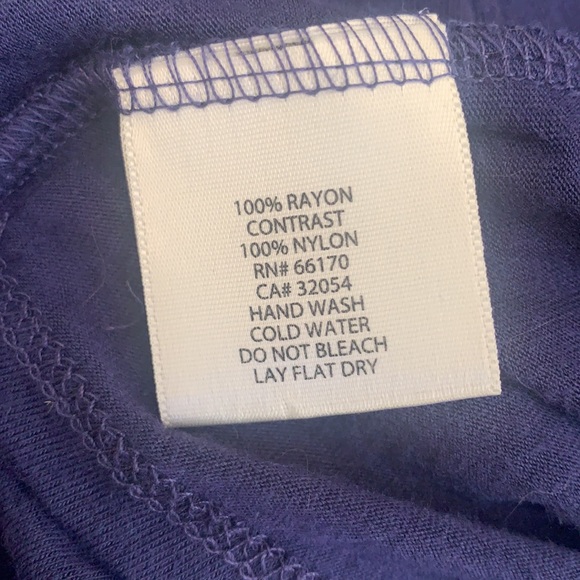 100% RAYON
CONTRAST
100% NYLON
RN# 66170
CA# 32054
HAND WASH
COLD WATER
DO NOT BLEACH
LAY FLAT DRY